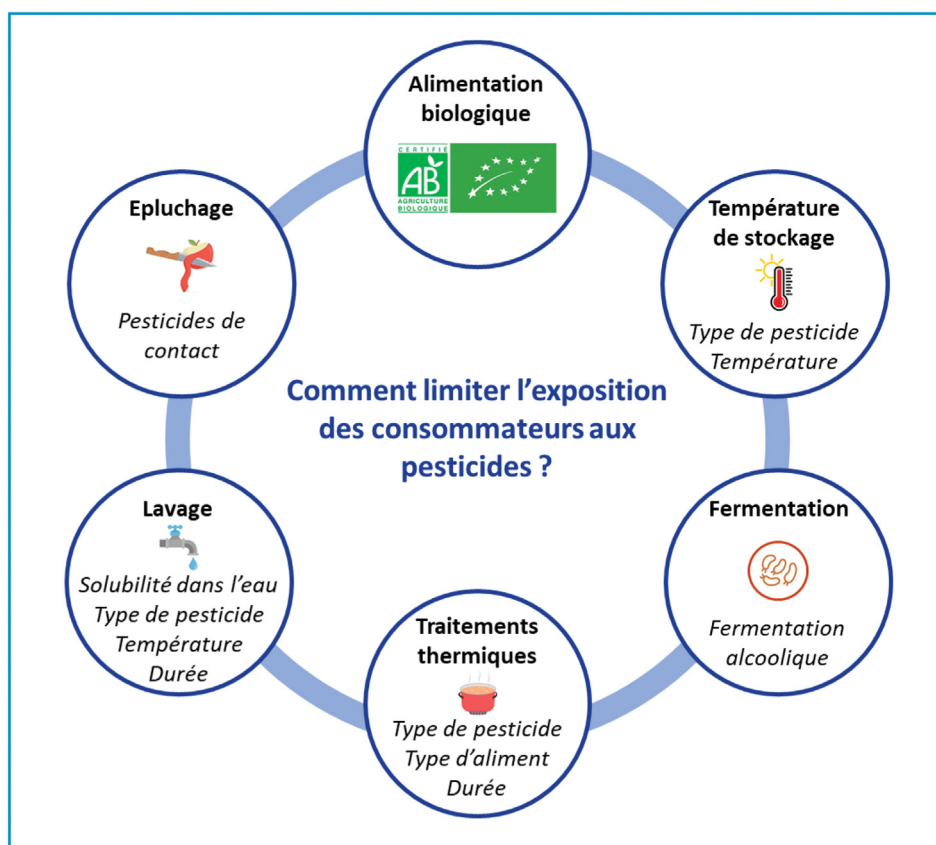 Alimentation
biologique
CERTIFIÉ
AB
AGRICULTURE
BIOLOGIQUE
Epluchage
Pesticides de
contact
Température
de stockage
Type de pesticide
Température
Comment limiter l’exposition
des consommateurs aux
pesticides ?
Lavage
Solubilité dans l’eau
Type de pesticide
Température
Durée
Fermentation
Fermentation
alcoolique
Traitements
thermiques
Type de pesticide
Type d’aliment
Durée